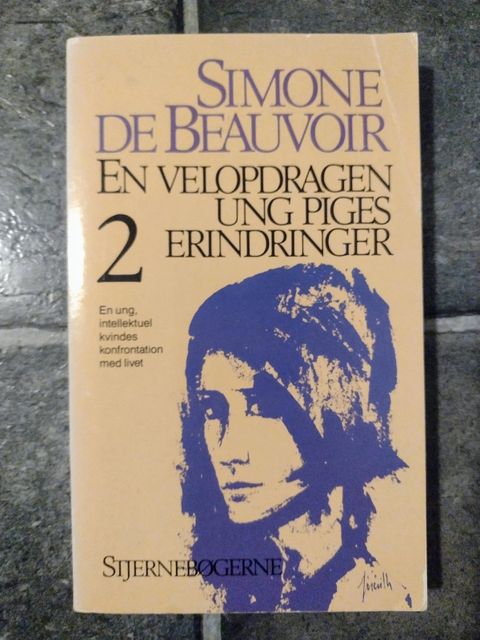 SIMONE
DE BEAUVOIR
EN VELOPDRAGEN
UNG PIGES
ERINDRINGER
2
En ung,
intellektuel
kvindes
konfrontation
med livet
STJERNEBØGERNE